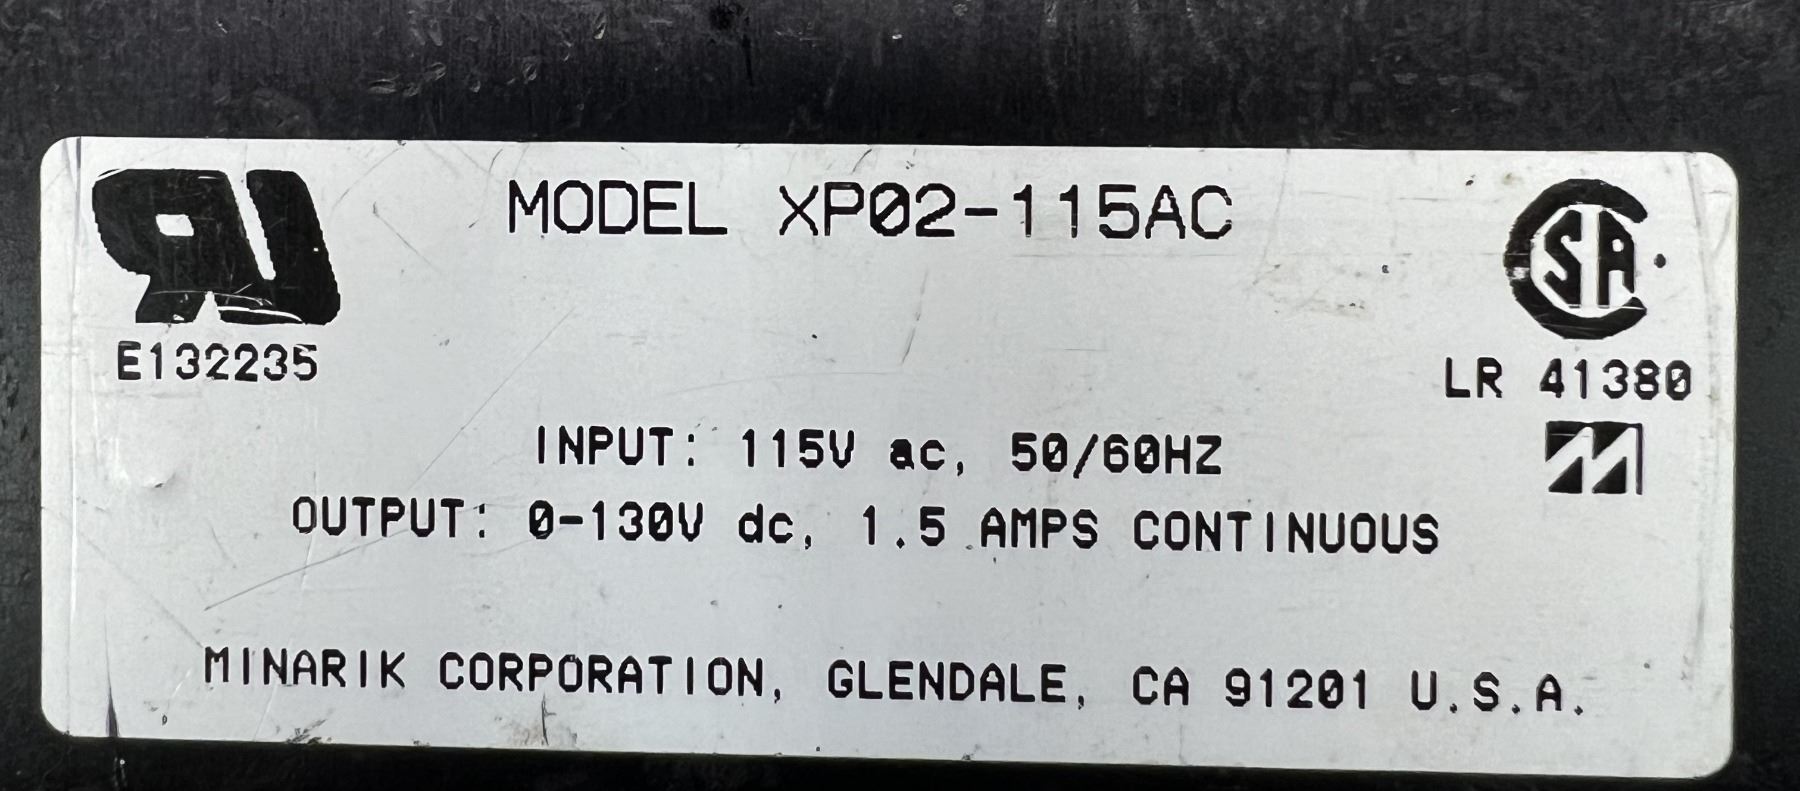 MODEL XP02-115AC
E132235
LR 41380
INPUT: 115V ac, 50/60HZ
OUTPUT: 0-130V dc, 1.5 AMPS CONTINUOUS
MINARIK CORPORATION, GLENDALE, CA 91201 U.S.A.